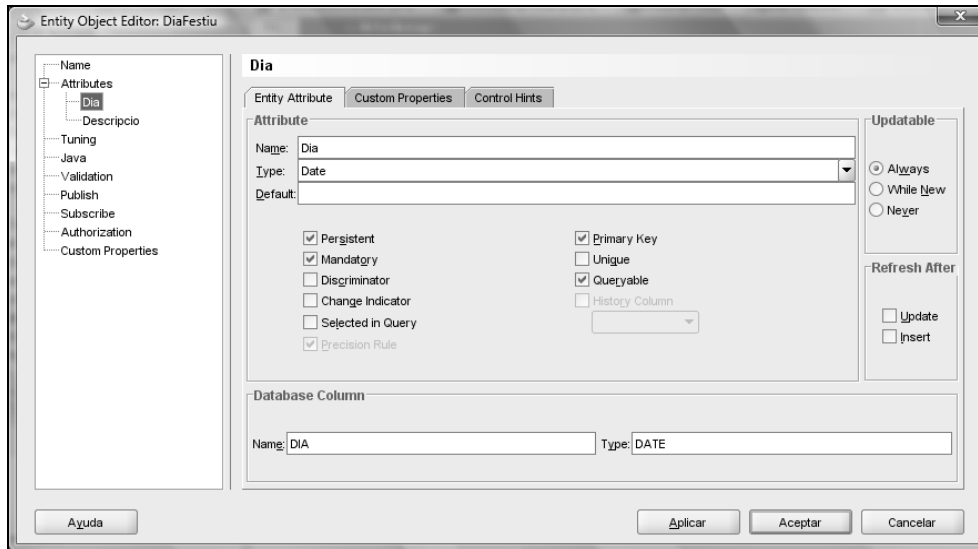 Entity Object Editor: DiaFestiu
Name
Attributes
Dia
Descripcio
Tuning
Java
Validation
Publish
Subscribe
Authorization
Custom Properties
Dia
Entity Attribute Custom Properties Control Hints
Attribute
Name: Dia
Type: Date
Default:
Persistent
Mandatory
Discriminator
Change Indicator
Selected in Query
Precision Rule
Primary Key
Unique
Queryable
History Column
Updatable
Always
While New
Never
Refresh After
Update
Insert
Database Column
Name: DIA Type: DATE
Ayuda Aplicar Aceptar Cancelar